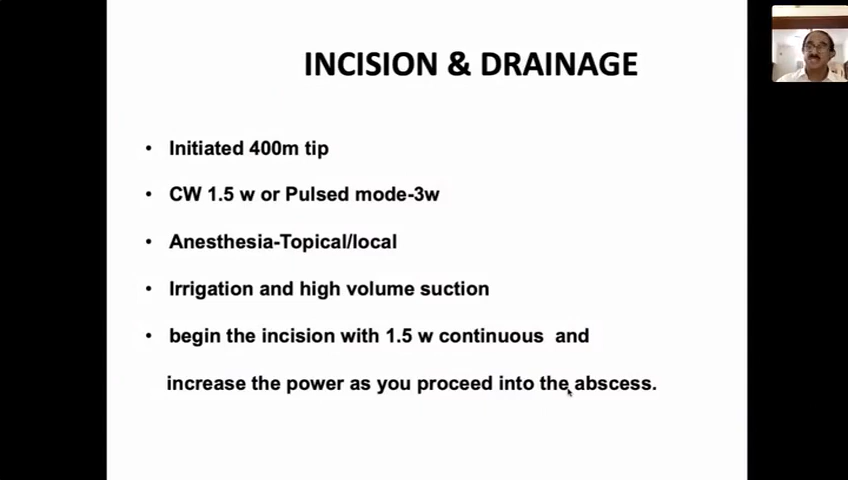 INCISION & DRAINAGE
• Initiated 400m tip
• CW 1.5 w or Pulsed mode-3w
• Anesthesia-Topical/local
• Irrigation and high volume suction
• begin the incision with 1.5 w continuous and
increase the power as you proceed into the abscess.